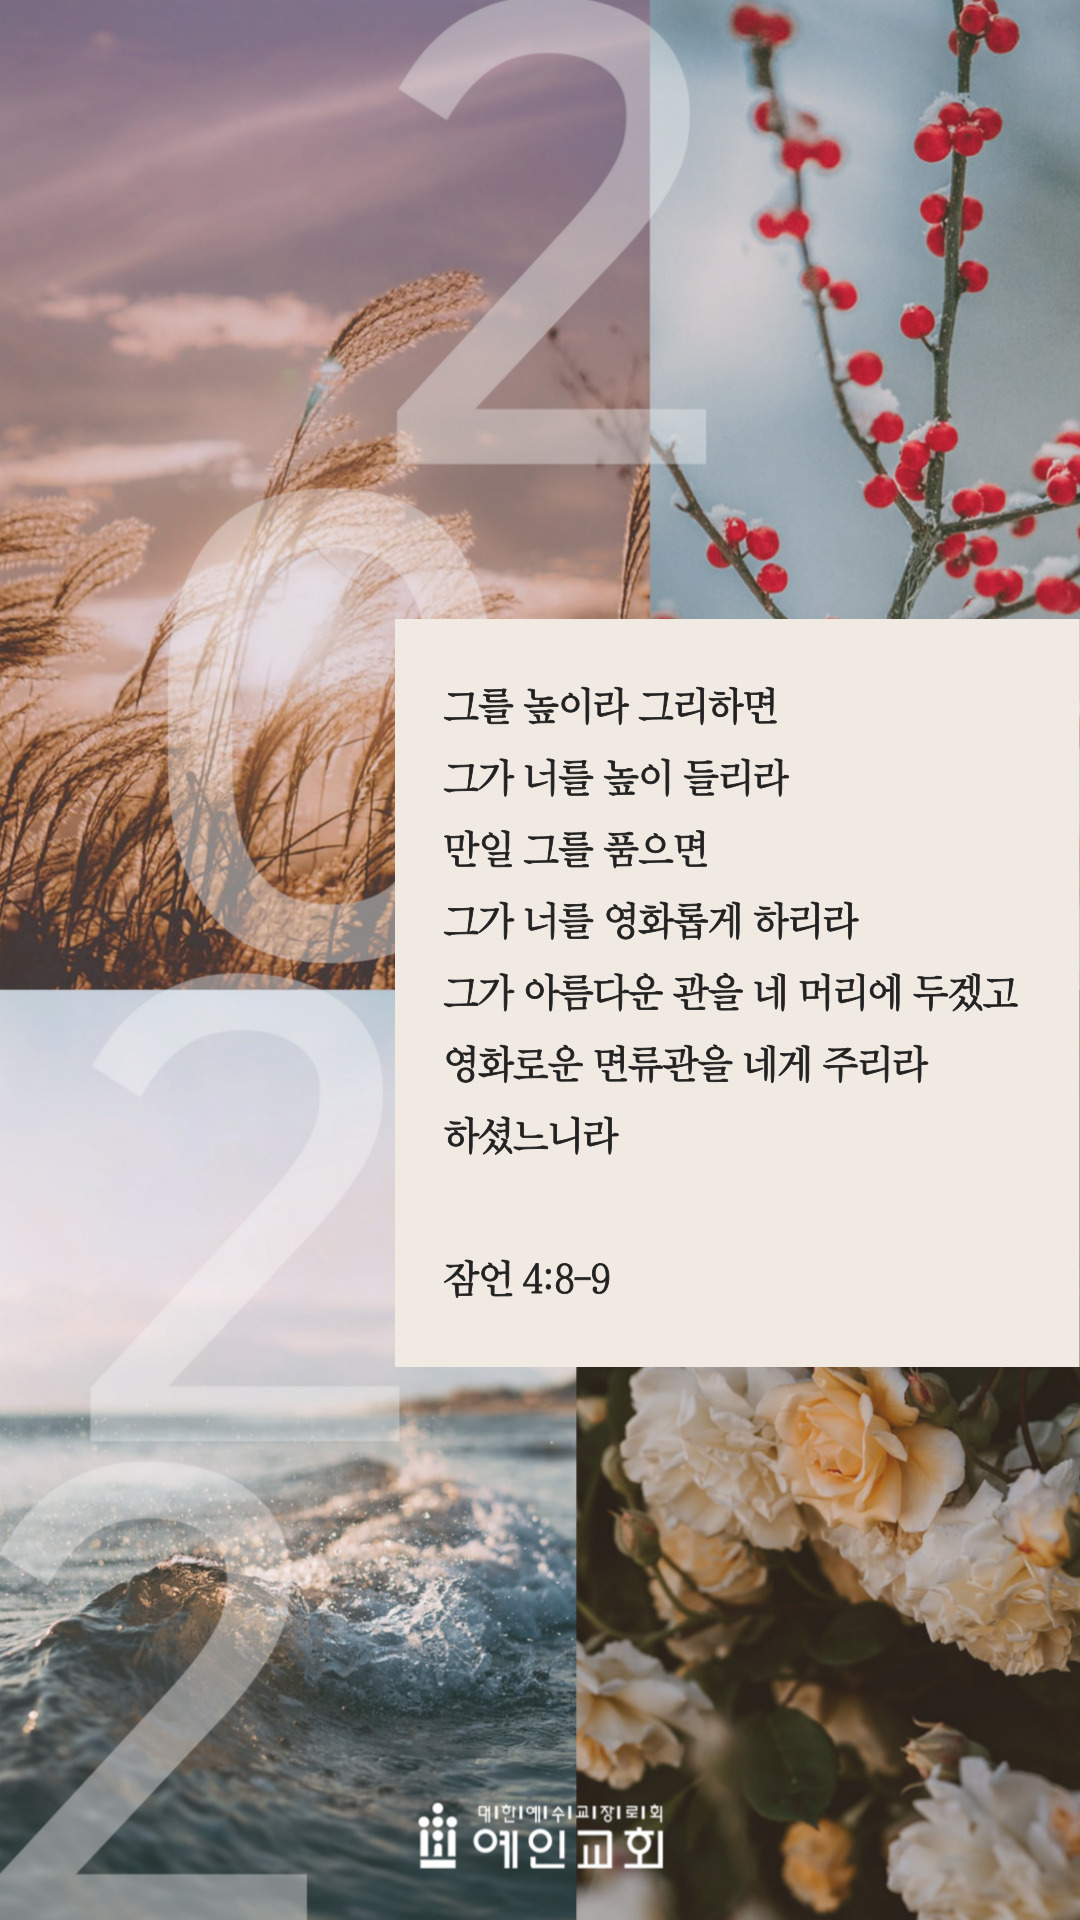 2
0
2
2
그를 높이라 그리하면
그가 너를 높이 들리라
만일 그를 품으면
그가 너를 영화롭게 하리라
그가 아름다운 관을 네 머리에 두겠고
영화로운 면류관을 네게 주리라
하셨느니라
잠언 4:8-9
대한예수교장로회
예인교회